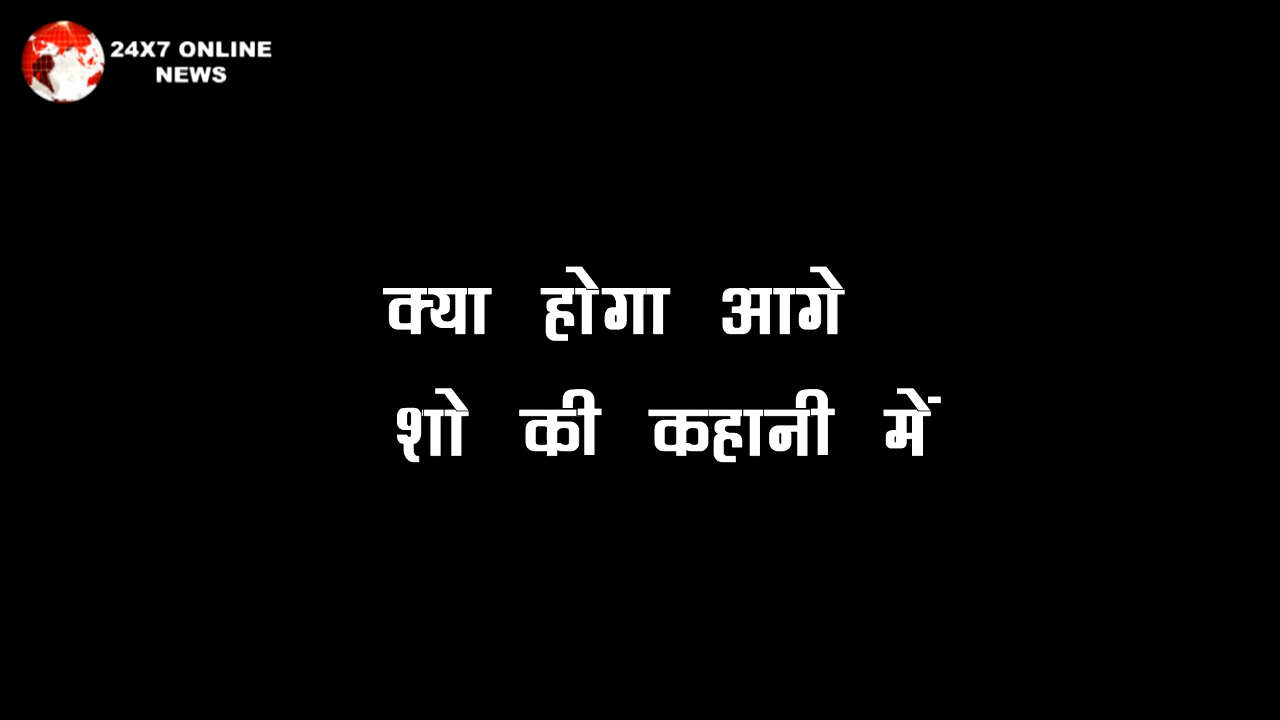 24X7 ONLINE
NEWS
क्या होगा आगे
शो की कहानी में